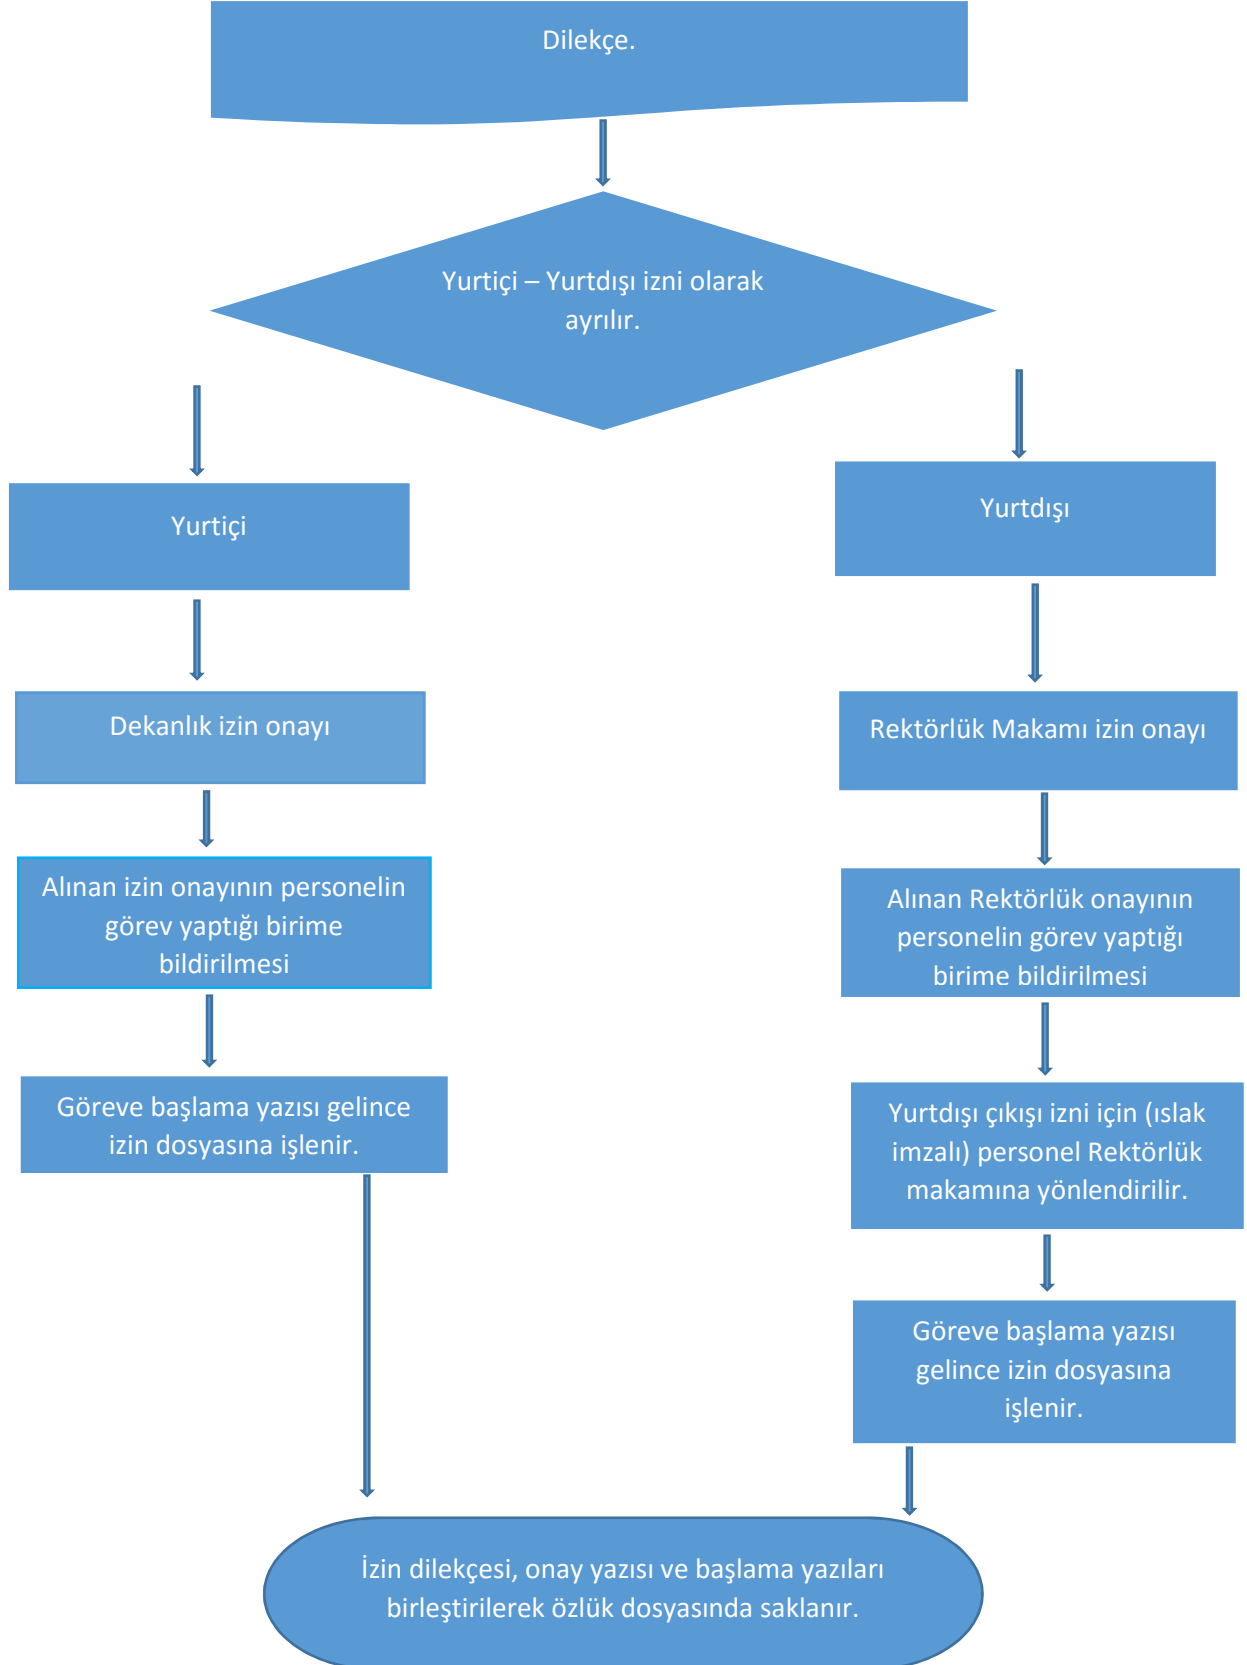 Dilekçe.
Yurtiçi – Yurtdışı izni olarak
ayrılır.
Yurtiçi
Yurtdışı
Dekanlık izin onayı
Rektörlük Makamı izin onayı
Alınan izin onayının personelin
görev yaptığı birime
bildirilmesi
Alınan Rektörlük onayının
personelin görev yaptığı
birime bildirilmesi
Göreve başlama yazısı gelince
izin dosyasına işlenir.
Yurtdışı çıkışı izni için (ıslak
imzalı) personel Rektörlük
makamına yönlendirilir.
Göreve başlama yazısı
gelince izin dosyasına
işlenir.
İzin dilekçesi, onay yazısı ve başlama yazıları
birleştirilerek özlük dosyasında saklanır.